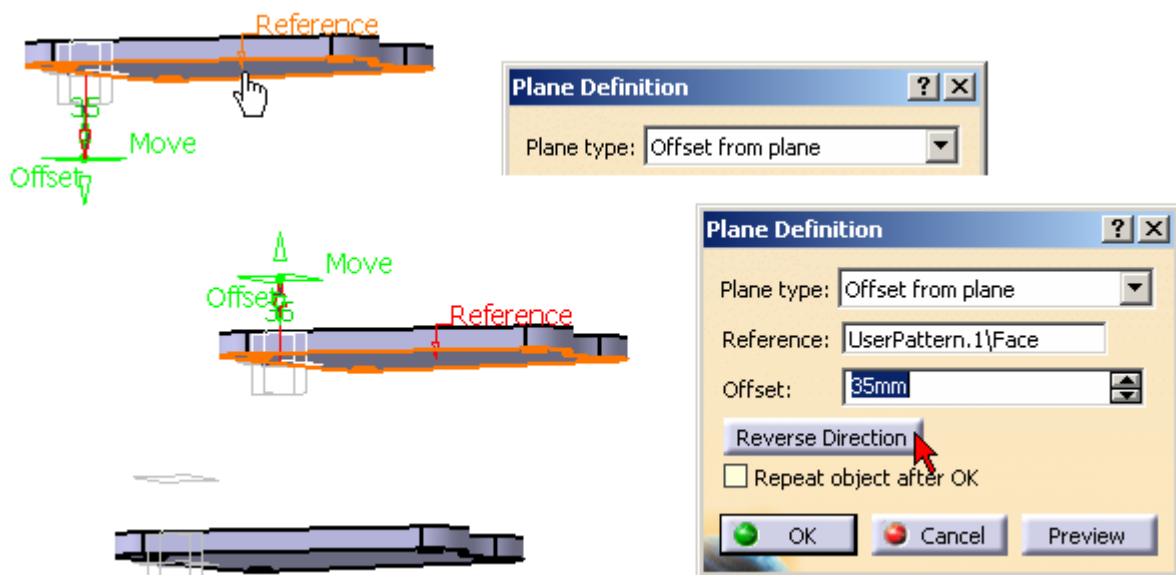 Reference
35
Move
Offset
Plane Definition
Plane type: Offset from plane
Move
Offset
35
Reference
Plane Definition
Plane type: Offset from plane
Reference: UserPattern.1\Face
Offset: 35mm
Reverse Direction
Repeat object after OK
OK Cancel Preview